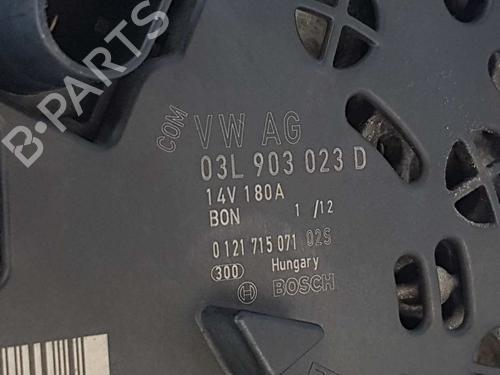 B·PARTS
COM
VW AG
03L 903 023 D
14V 180A
BON 1 /12
0 121 715 071 02S
300 Hungary
BOSCH